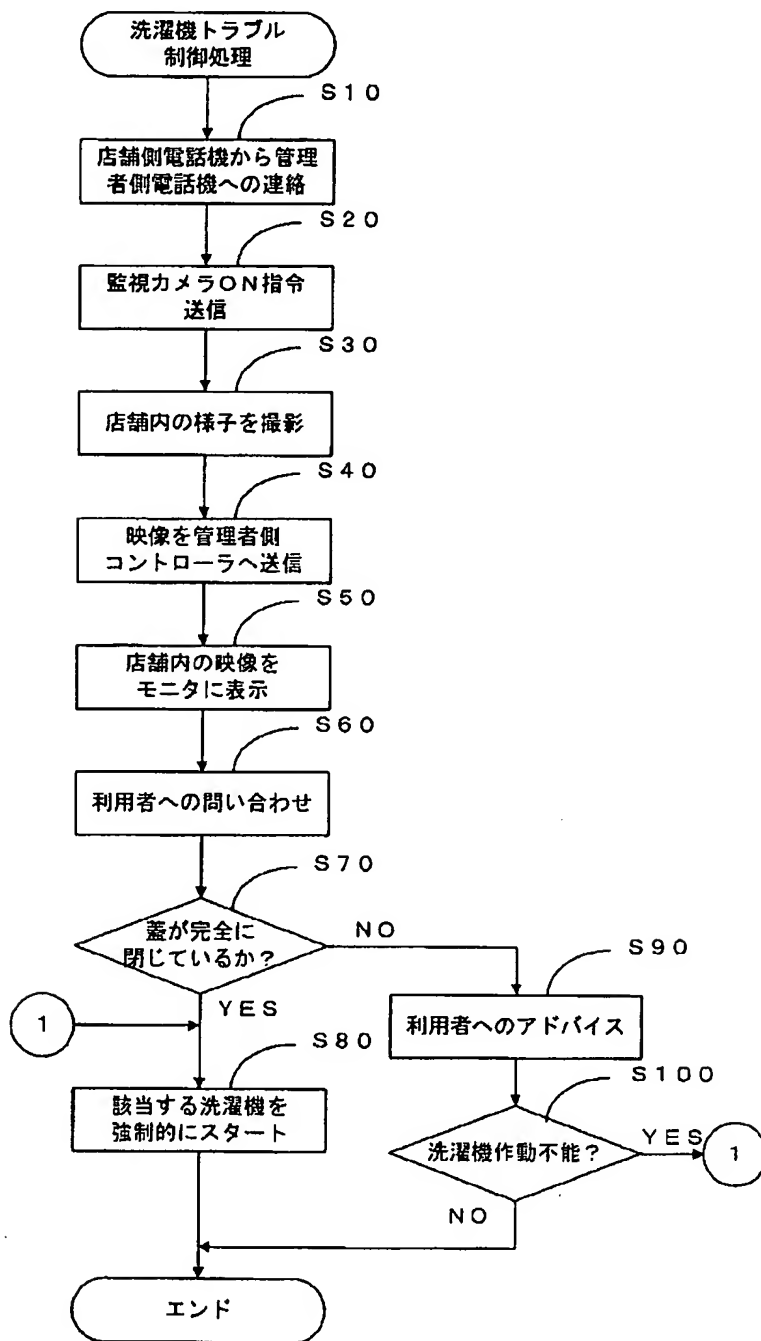 洗濯機トラブル
制御処理
S10
店舗側電話機から管理
者側電話機への連絡
S20
監視カメラON指令
送信
S30
店舗内の様子を撮影
S40
映像を管理者側
コントローラへ送信
S50
店舗内の映像を
モニタに表示
S60
利用者への問い合わせ
S70
蓋が完全に
閉じているか？
NO
YES
1
S90
利用者へのアドバイス
S80
該当する洗濯機を
強制的にスタート
S100
洗濯機作動不能？
YES
1
NO
エンド